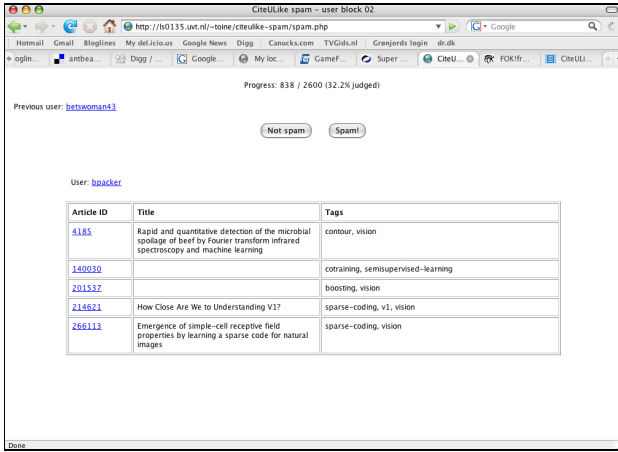 CiteULike spam – user block 02
http://ls0135.uvt.nl/~toine/citeulike-spam/spam.php
Google
Hotmail Gmail Bloglines My del.icio.us Google News Digg Canucks.com TVGids.nl Gronjords login dr.dk
oglin... antbea... Digg / ... Google... My loc... GameF... Super ... CiteU... FOK!fr... CiteULi...
Progress: 838 / 2600 (32.2% judged)
Previous user: betswoman43
Not spam Spam!
User: bpacker
Article ID Title Tags
4185 Rapid and quantitative detection of the microbial contour, vision
spoilage of beef by Fourier transform infrared
spectroscopy and machine learning
140030 cotraining, semisupervised-learning
201537 boosting, vision
214621 How Close Are We to Understanding V1? sparse-coding, v1, vision
266113 Emergence of simple-cell receptive field sparse-coding, vision
properties by learning a sparse code for natural
images
Done